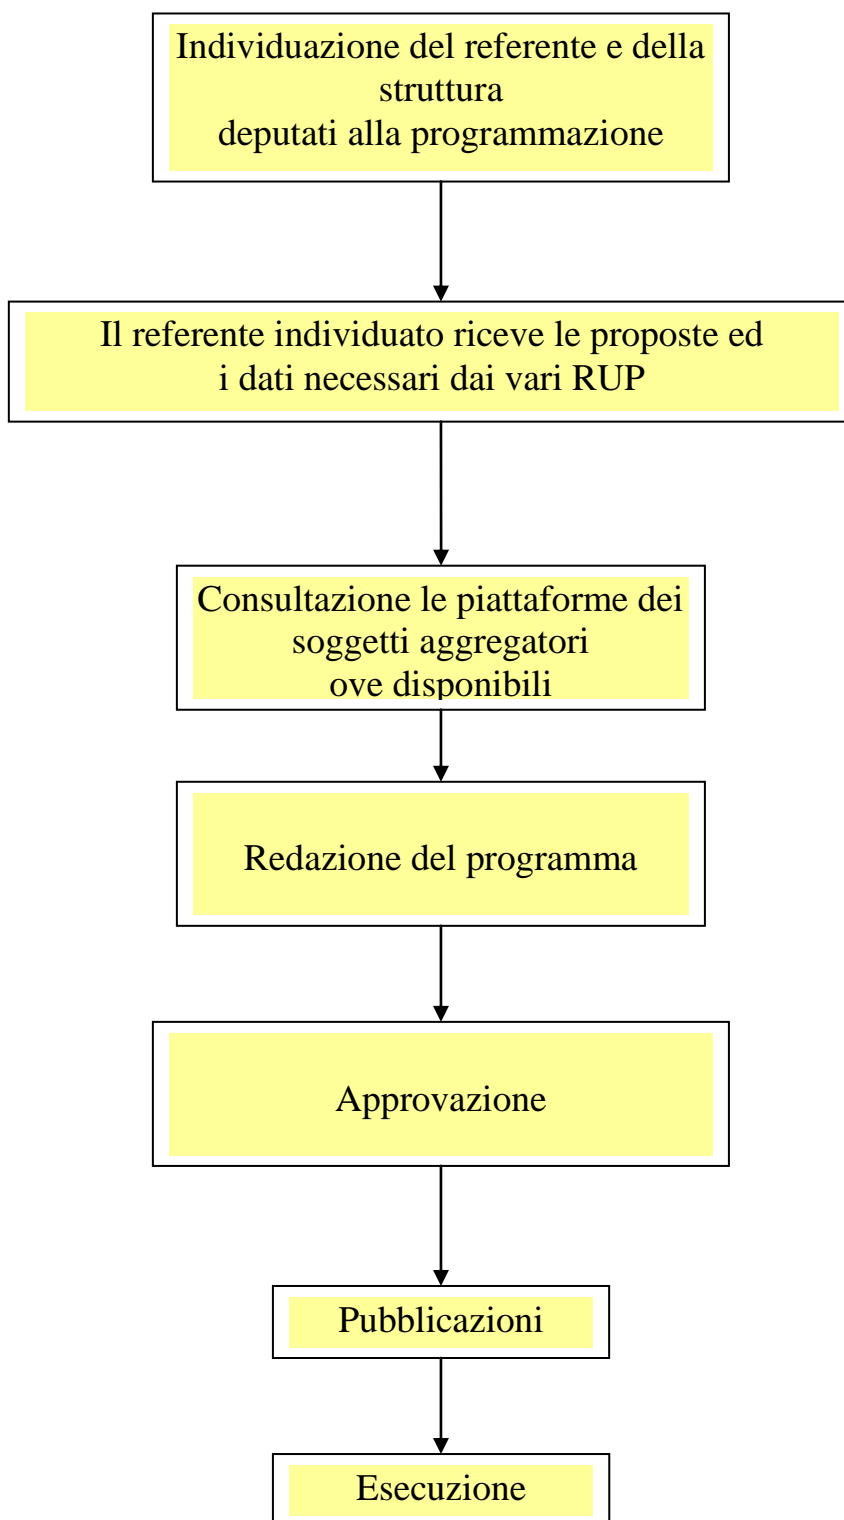 Individuazione del referente e della
struttura
deputati alla programmazione
Il referente individuato riceve le proposte ed
i dati necessari dai vari RUP
Consultazione le piattaforme dei
soggetti aggregatori
ove disponibili
Redazione del programma
Approvazione
Pubblicazioni
Esecuzione